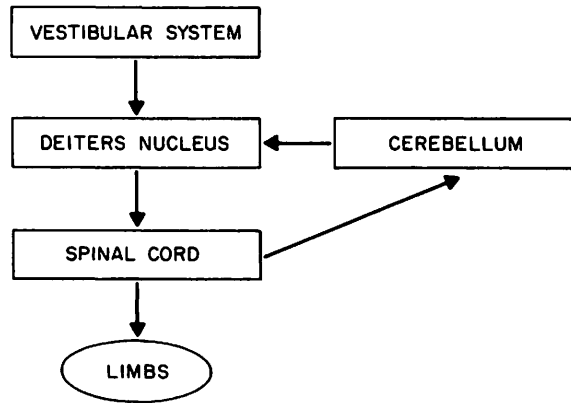 VESTIBULAR SYSTEM
DEITERS NUCLEUS
CEREBELLUM
SPINAL CORD
LIMBS